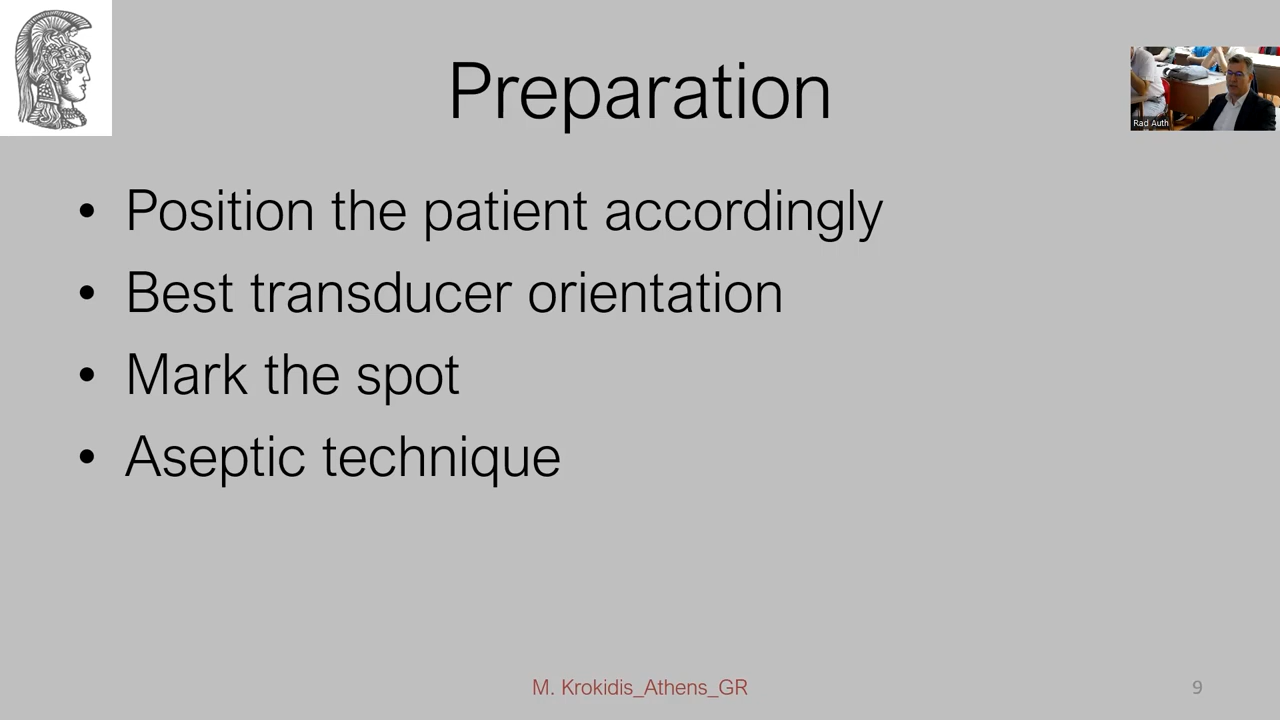 Preparation
Rad Auth
• Position the patient accordingly
• Best transducer orientation
• Mark the spot
• Aseptic technique
M. Krokidis_Athens_GR
9